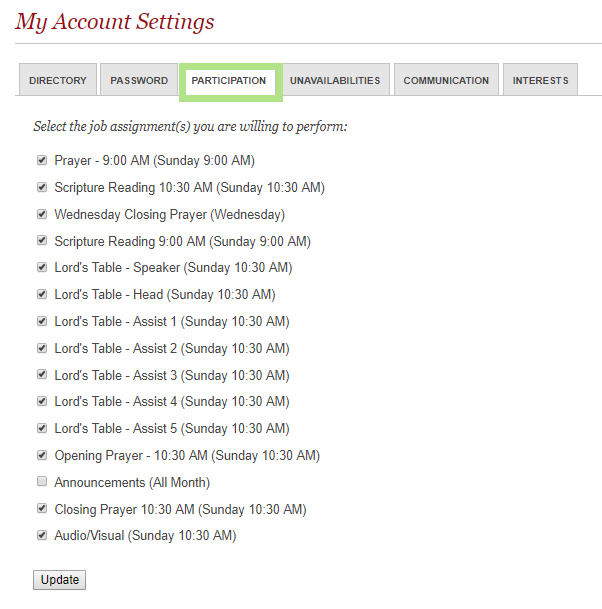 My Account Settings
DIRECTORY PASSWORD PARTICIPATION UNAVAILABILITIES COMMUNICATION INTERESTS
Select the job assignment(s) you are willing to perform:
Prayer - 9:00 AM (Sunday 9:00 AM)
Scripture Reading 10:30 AM (Sunday 10:30 AM)
Wednesday Closing Prayer (Wednesday)
Scripture Reading 9:00 AM (Sunday 9:00 AM)
Lord's Table - Speaker (Sunday 10:30 AM)
Lord's Table - Head (Sunday 10:30 AM)
Lord's Table - Assist 1 (Sunday 10:30 AM)
Lord's Table - Assist 2 (Sunday 10:30 AM)
Lord's Table - Assist 3 (Sunday 10:30 AM)
Lord's Table - Assist 4 (Sunday 10:30 AM)
Lord's Table - Assist 5 (Sunday 10:30 AM)
Opening Prayer - 10:30 AM (Sunday 10:30 AM)
Announcements (All Month)
Closing Prayer 10:30 AM (Sunday 10:30 AM)
Audio/Visual (Sunday 10:30 AM)
Update